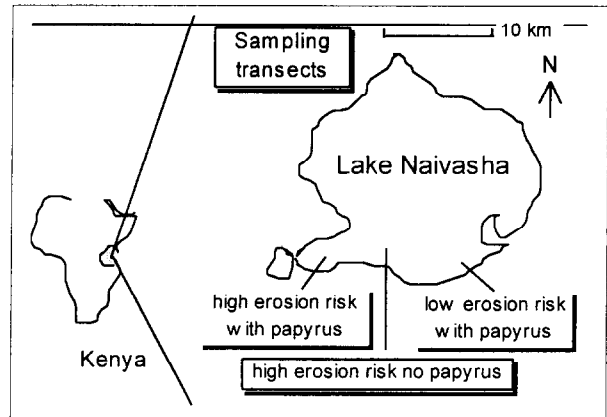 Sampling
transects
10 km
N
Lake Naivasha
high erosion risk
with papyrus
low erosion risk
with papyrus
Kenya
high erosion risk no papyrus